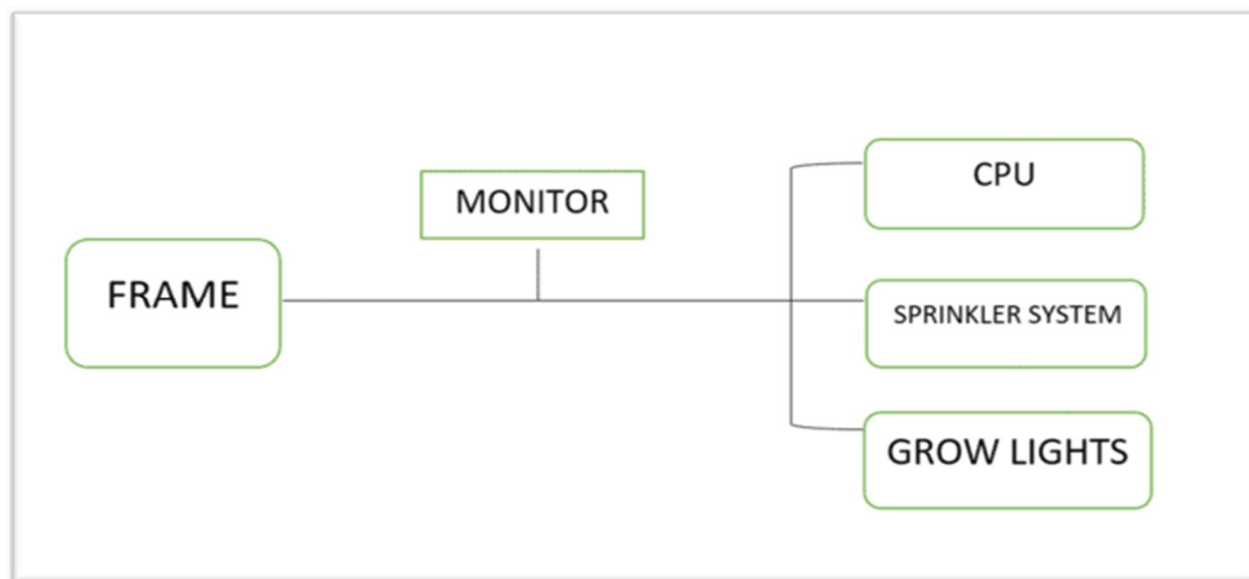 FRAME
MONITOR
CPU
SPRINKLER SYSTEM
GROW LIGHTS